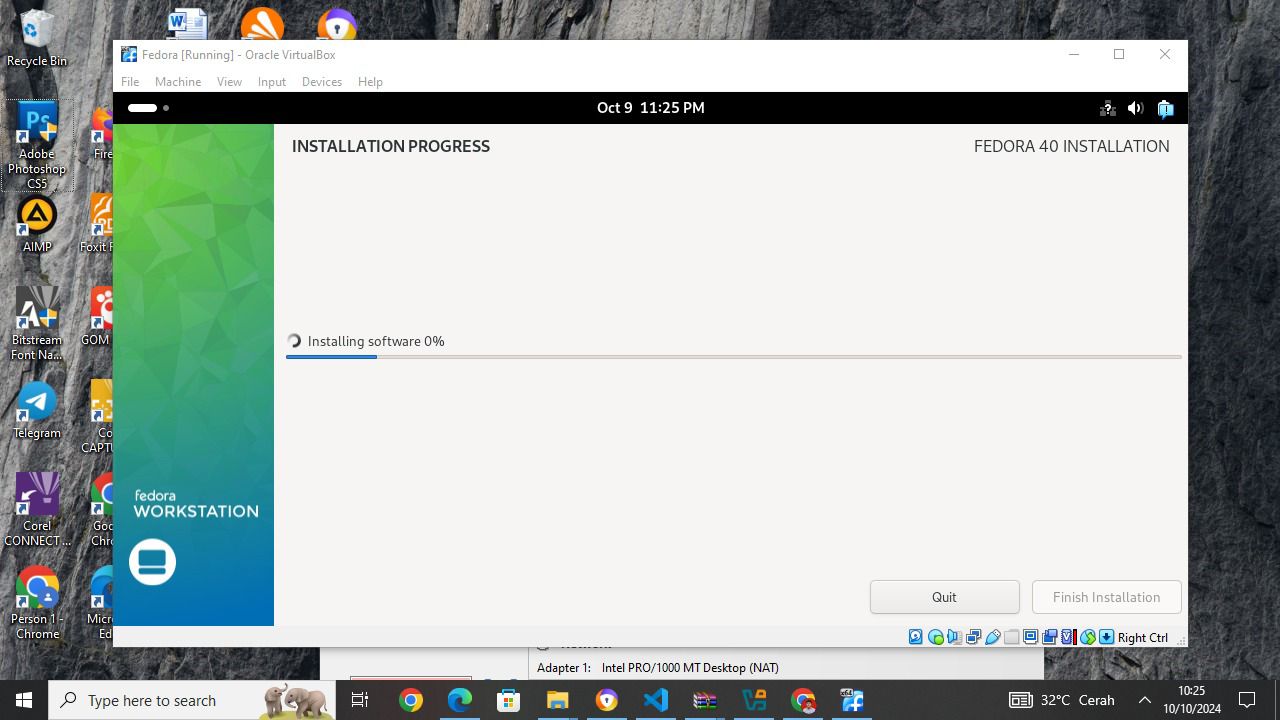 Fedora [Running] - Oracle VirtualBox
File Machine View Input Devices Help
Oct 9 11:25 PM
INSTALLATION PROGRESS
FEDORA 40 INSTALLATION
Installing software 0%
fedora
WORKSTATION
Quit
Finish Installation
Right Ctrl
Recycle Bin
Ps
Adobe
Photoshop
CS5
Fire
AIMP
Foxit
Bitstream
Font Na...
GOM
Telegram
Co
CAPTU
Corel
CONNECT ...
Goo
Chro
Person 1 -
Chrome
Micro
Ed
Adapter 1: Intel PRO/1000 MT Desktop (NAT)
Type here to search
32°C Cerah
10:25
10/10/2024